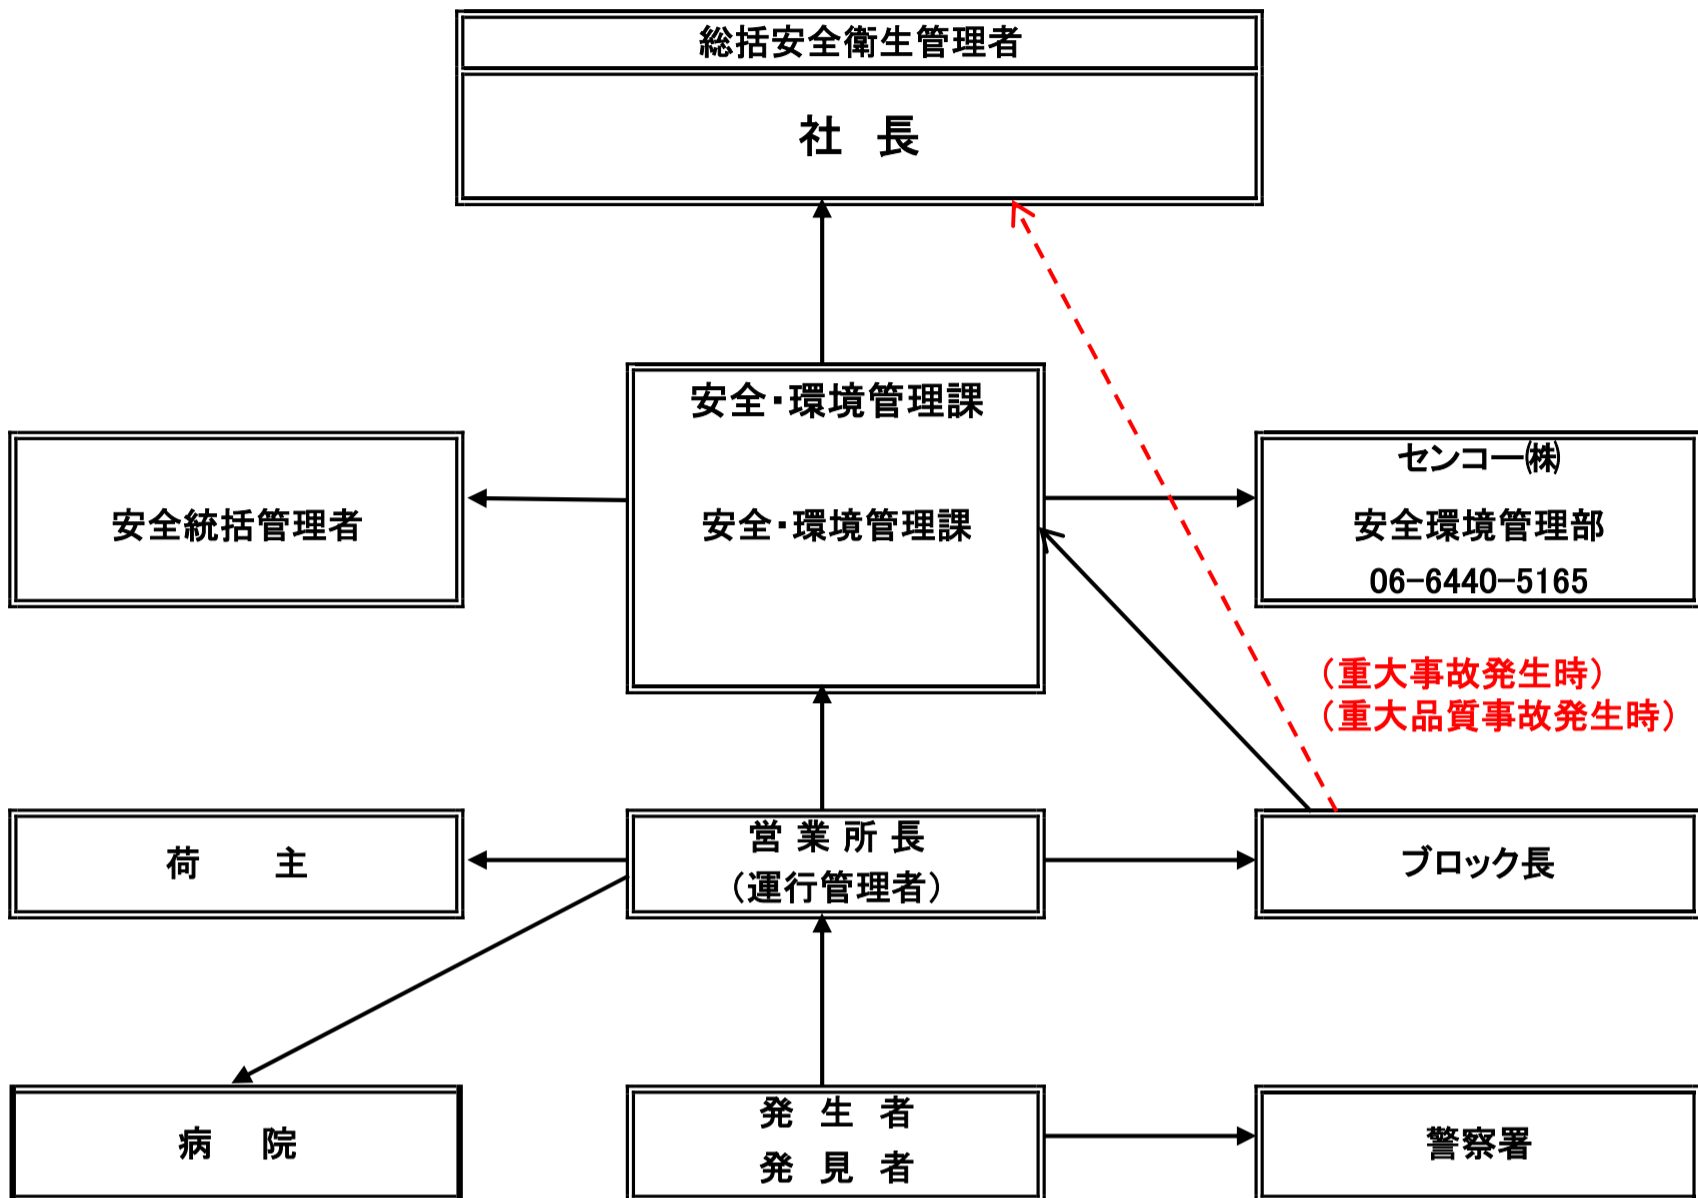 総括安全衛生管理者
社 長
安全・環境管理課
安全・環境管理課
安全統括管理者
センコー㈱
安全環境管理部
06-6440-5165
（重大事故発生時）
（重大品質事故発生時）
荷 主
営 業 所 長
（運行管理者）
ブロック長
病 院
発 生 者
発 見 者
警察署